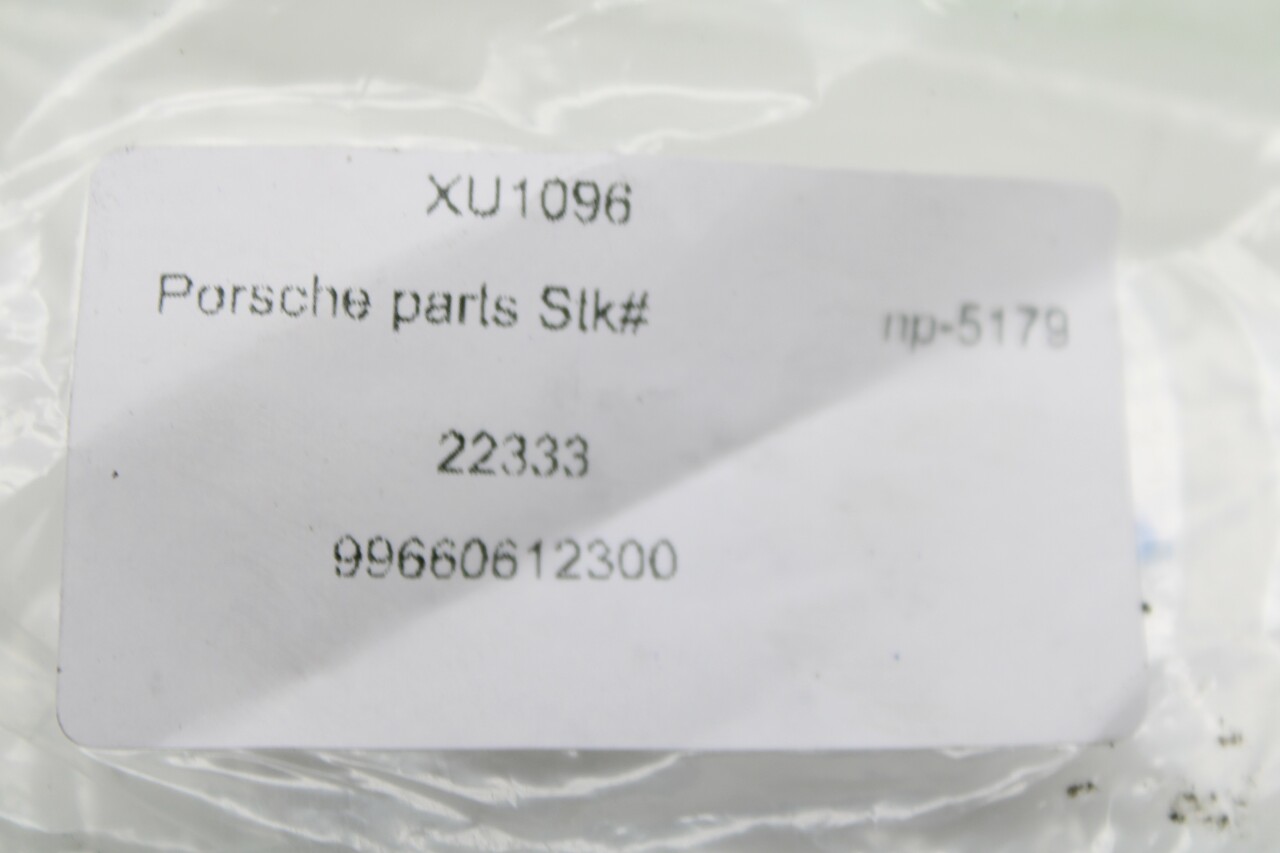 XU1096
Porsche parts Stk# np-5179
22333
99660612300